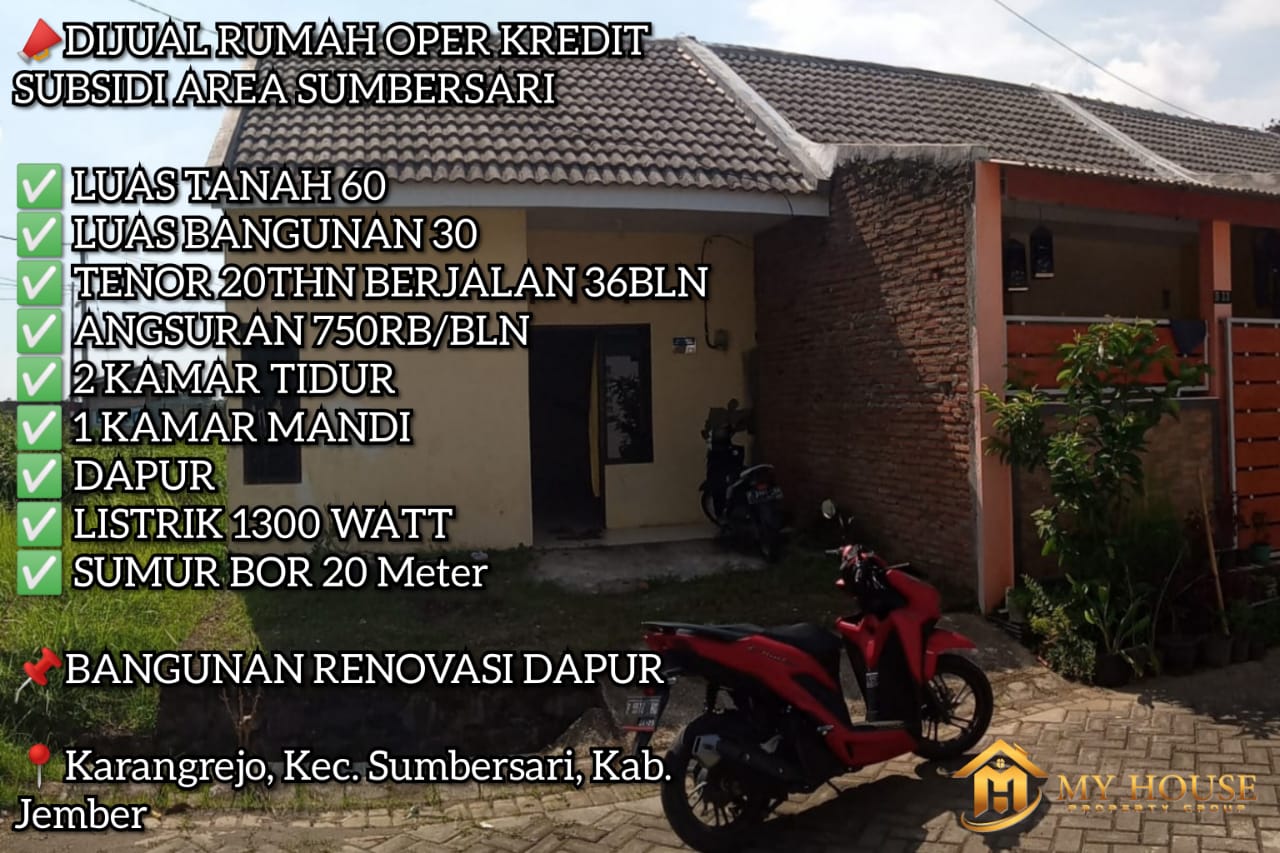 📣DIJUAL RUMAH OPER KREDIT
SUBSIDI AREA SUMBERSARI
✅ LUAS TANAH 60
✅ LUAS BANGUNAN 30
✅ TENOR 20THN BERJALAN 36BLN
✅ ANGSURAN 750RB/BLN
✅ 2 KAMAR TIDUR
✅ 1 KAMAR MANDI
✅ DAPUR
✅ LISTRIK 1300 WATT
✅ SUMUR BOR 20 Meter
📌BANGUNAN RENOVASI DAPUR
📍Karangrejo, Kec. Sumbersari, Kab.
Jember
MY HOUSE
PROPERTY GROUP